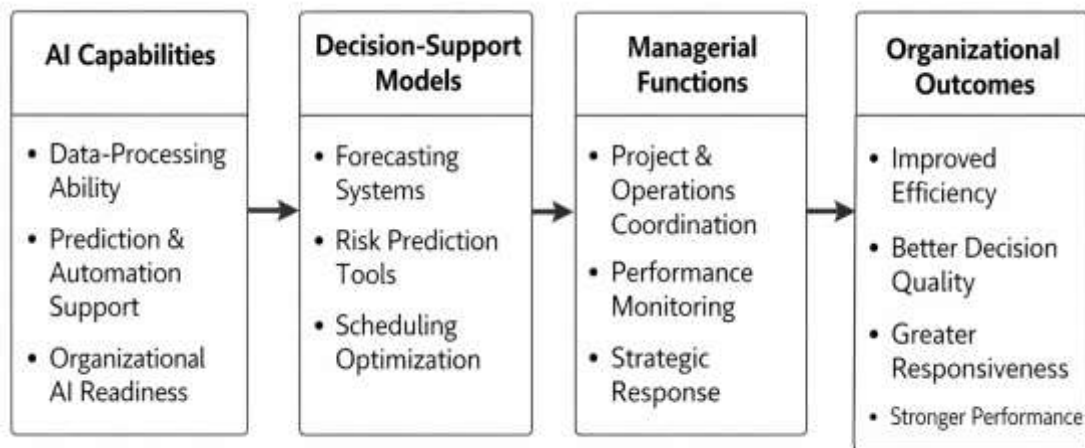 AI Capabilities
• Data-Processing
Ability
• Prediction &
Automation
Support
• Organizational
AI Readiness
Decision-Support
Models
• Forecasting
Systems
• Risk Prediction
Tools
• Scheduling
Optimization
Managerial
Functions
• Project &
Operations
Coordination
• Performance
Monitoring
• Strategic
Response
Organizational
Outcomes
• Improved
Efficiency
• Better Decision
Quality
• Greater
Responsiveness
• Stronger Performance